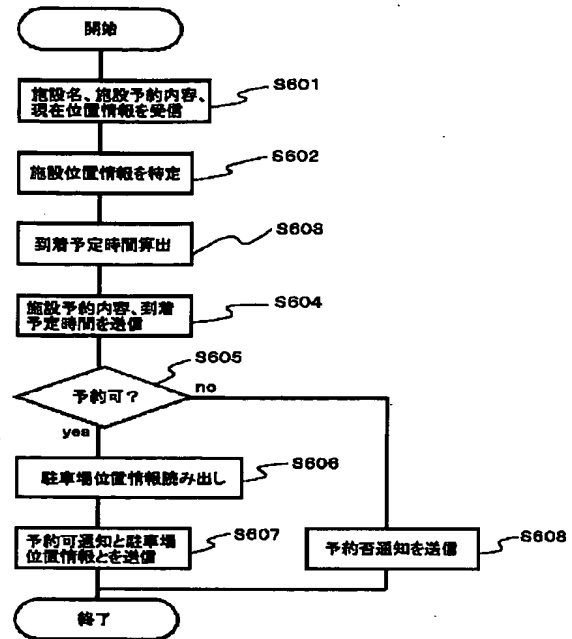 開始
施設名、施設予約内容、
現在位置情報を受信
S601
施設位置情報を特定
S602
到着予定時間算出
S603
施設予約内容、到着
予定時間を送信
S604
予約可?
S605
no
yes
駐車場位置情報読み出し
S606
予約可通知と駐車場
位置情報とを送信
S607
予約否通知を送信
S608
終了